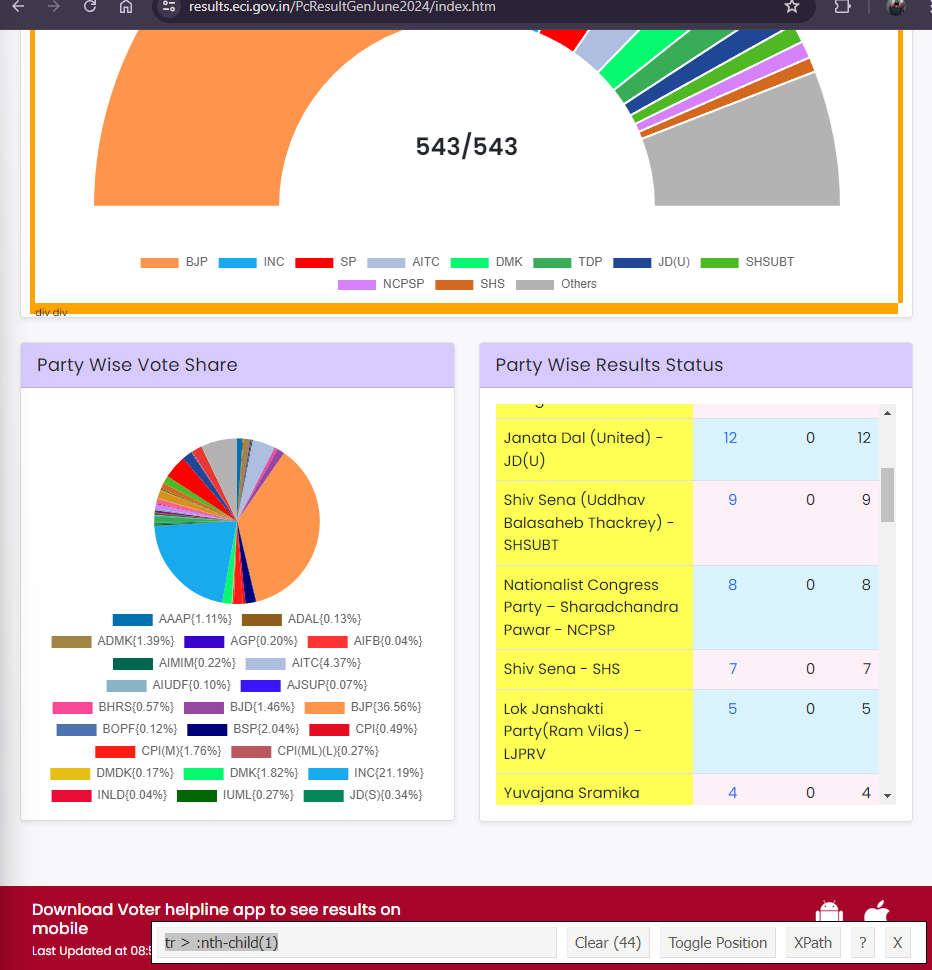 results.eci.gov.in/PcResultGenJune2024/index.htm
543/543
BJP INC SP AITC DMK TDP JD(U) SHSUBT
NCPSP SHS Others
div div
Party Wise Vote Share
AAAP{1.11%} ADAL{0.13%}
ADMK{1.39%} AGP{0.20%} AIFB{0.04%}
AIMIM{0.22%} AITC{4.37%}
AIUDF{0.10%} AJSUP{0.07%}
BHRS{0.57%} BJD{1.46%} BJP{36.56%}
BOPF{0.12%} BSP{2.04%} CPI{0.49%}
CPI(M){1.76%} CPI(ML)(L){0.27%}
DMDK{0.17%} DMK{1.82%} INC{21.19%}
INLD{0.04%} IUML{0.27%} JD(S){0.34%}
Party Wise Results Status
Janata Dal (United) - 12 0 12
JD(U)
Shiv Sena (Uddhav 9 0 9
Balasaheb Thackrey) -
SHSUBT
Nationalist Congress 8 0 8
Party – Sharadchandra
Pawar - NCPSP
Shiv Sena - SHS 7 0 7
Lok Janshakti 5 0 5
Party(Ram Vilas) -
LJPRV
Yuvajana Sramika 4 0 4
Download Voter helpline app to see results on
mobile
Last Updated at
tr > :nth-child(1) Clear (44) Toggle Position XPath ? X